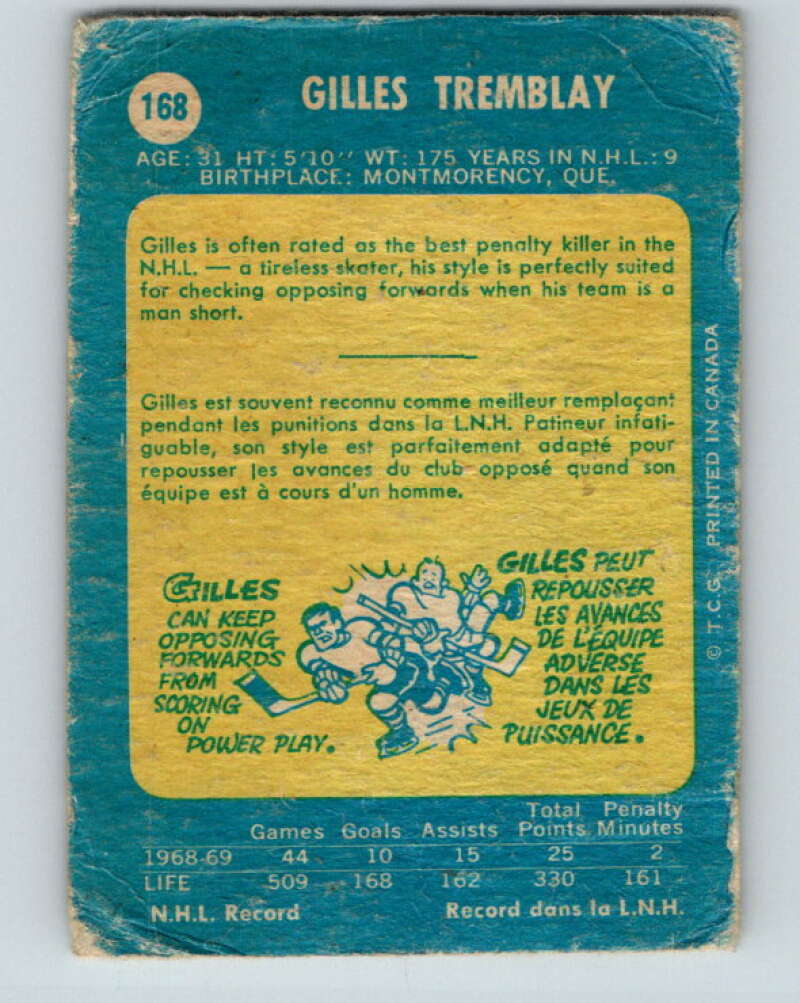 168
GILLES TREMBLAY
AGE: 31 HT: 5'10'' WT: 175 YEARS IN N.H.L.: 9
BIRTHPLACE: MONTMORENCY, QUE.
Gilles is often rated as the best penalty killer in the
N.H.L. — a tireless skater, his style is perfectly suited
for checking opposing forwards when his team is a
man short.
Gilles est souvent reconnu comme meilleur remplaçant
pendant les punitions dans la L.N.H. Patineur infati-
guable, son style est parfaitement adapté pour
repousser les avances du club opposé quand son
équipe est à cours d'un homme.
GILLES
CAN KEEP
OPPOSING
FORWARDS
FROM
SCORING
ON
POWER PLAY.
GILLES PEUT
REPOUSSER
LES AVANCES
DE L'ÉQUIPE
ADVERSE
DANS LES
JEUX DE
PUISSANCE.
© T.C.G. PRINTED IN CANADA
Games Goals Assists Total Points Penalty Minutes
1968-69 44 10 15 25 2
LIFE 509 168 162 330 161
N.H.L. Record Record dans la L.N.H.